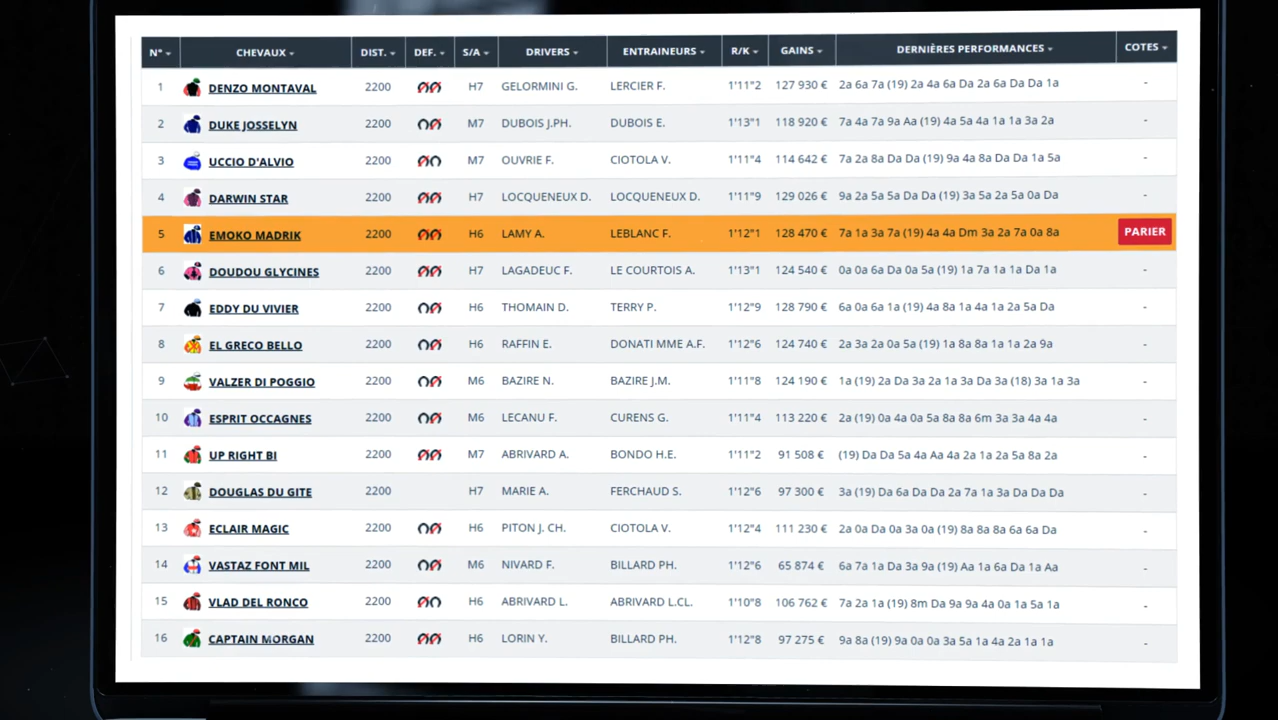 N° CHEVAUX DIST. DEF. S/A DRIVERS ENTRAINEURS R/K GAINS DERNIÈRES PERFORMANCES COTES
1 DENZO MONTAVAL 2200 H7 GELORMINI G. LERCIER F. 1'11"2 127 930 € 2a 6a 7a (19) 2a 4a 6a Da 2a 6a Da Da 1a -
2 DUKE JOSSELYN 2200 M7 DUBOIS J.PH. DUBOIS E. 1'13"1 118 920 € 7a 4a 7a 9a Aa (19) 4a 5a 4a 1a 1a 3a 2a -
3 UCCIO D'ALVIO 2200 M7 OUVRIE F. CIOTOLA V. 1'11"4 114 642 € 7a 2a 8a Da Da (19) 9a 4a 8a Da Da 1a 5a -
4 DARWIN STAR 2200 H7 LOCQUENEUX D. LOCQUENEUX D. 1'11"9 129 026 € 9a 2a 5a 5a Da Da (19) 3a 5a 2a 5a 0a Da -
5 EMOKO MADRIK 2200 H6 LAMY A. LEBLANC F. 1'12"1 128 470 € 7a 1a 3a 7a (19) 4a 4a Dm 3a 2a 7a 0a 8a PARIER
6 DOUDOU GLYCINES 2200 H7 LAGADEUC F. LE COURTOIS A. 1'13"1 124 540 € 0a 0a 6a Da 0a 5a (19) 1a 7a 1a 1a Da 1a -
7 EDDY DU VIVIER 2200 H6 THOMAIN D. TERRY P. 1'12"9 128 790 € 6a 0a 6a 1a (19) 4a 8a 1a 4a 1a 2a 5a Da -
8 EL GRECO BELLO 2200 H6 RAFFIN E. DONATI MME A.F. 1'12"6 124 740 € 2a 3a 2a 0a 5a (19) 1a 8a 8a 1a 1a 2a 9a -
9 VALZER DI POGGIO 2200 M6 BAZIRE N. BAZIRE J.M. 1'11"8 124 190 € 1a (19) 2a Da 3a 2a 1a 3a Da 3a (18) 3a 1a 3a -
10 ESPRIT OCCAGNES 2200 M6 LECANU F. CURENS G. 1'11"4 113 220 € 2a (19) 0a 4a 0a 5a 8a 8a 6m 3a 3a 4a 4a -
11 UP RIGHT BI 2200 M7 ABRIVARD A. BONDO H.E. 1'11"2 91 508 € (19) Da Da 5a 4a Aa 4a 2a 1a 2a 5a 8a 2a -
12 DOUGLAS DU GITE 2200 H7 MARIE A. FERCHAUD S. 1'12"6 97 300 € 3a (19) Da 6a Da Da 2a 7a 1a 3a Da Da Da -
13 ECLAIR MAGIC 2200 H6 PITON J. CH. CIOTOLA V. 1'12"4 111 230 € 2a 0a Da 0a 3a 0a (19) 8a 8a 8a 6a 6a Da -
14 VASTAZ FONT MIL 2200 M6 NIVARD F. BILLARD PH. 1'12"6 65 874 € 6a 7a 1a Da 3a 9a (19) Aa 1a 6a Da 1a Aa -
15 VLAD DEL RONCO 2200 H6 ABRIVARD L. ABRIVARD L.CL. 1'10"8 106 762 € 7a 2a 1a (19) 8m Da 9a 9a 4a 0a 1a 5a 1a -
16 CAPTAIN MORGAN 2200 H6 LORIN Y. BILLARD PH. 1'12"8 97 275 € 9a 8a (19) 9a 0a 0a 3a 5a 1a 4a 2a 1a 1a -